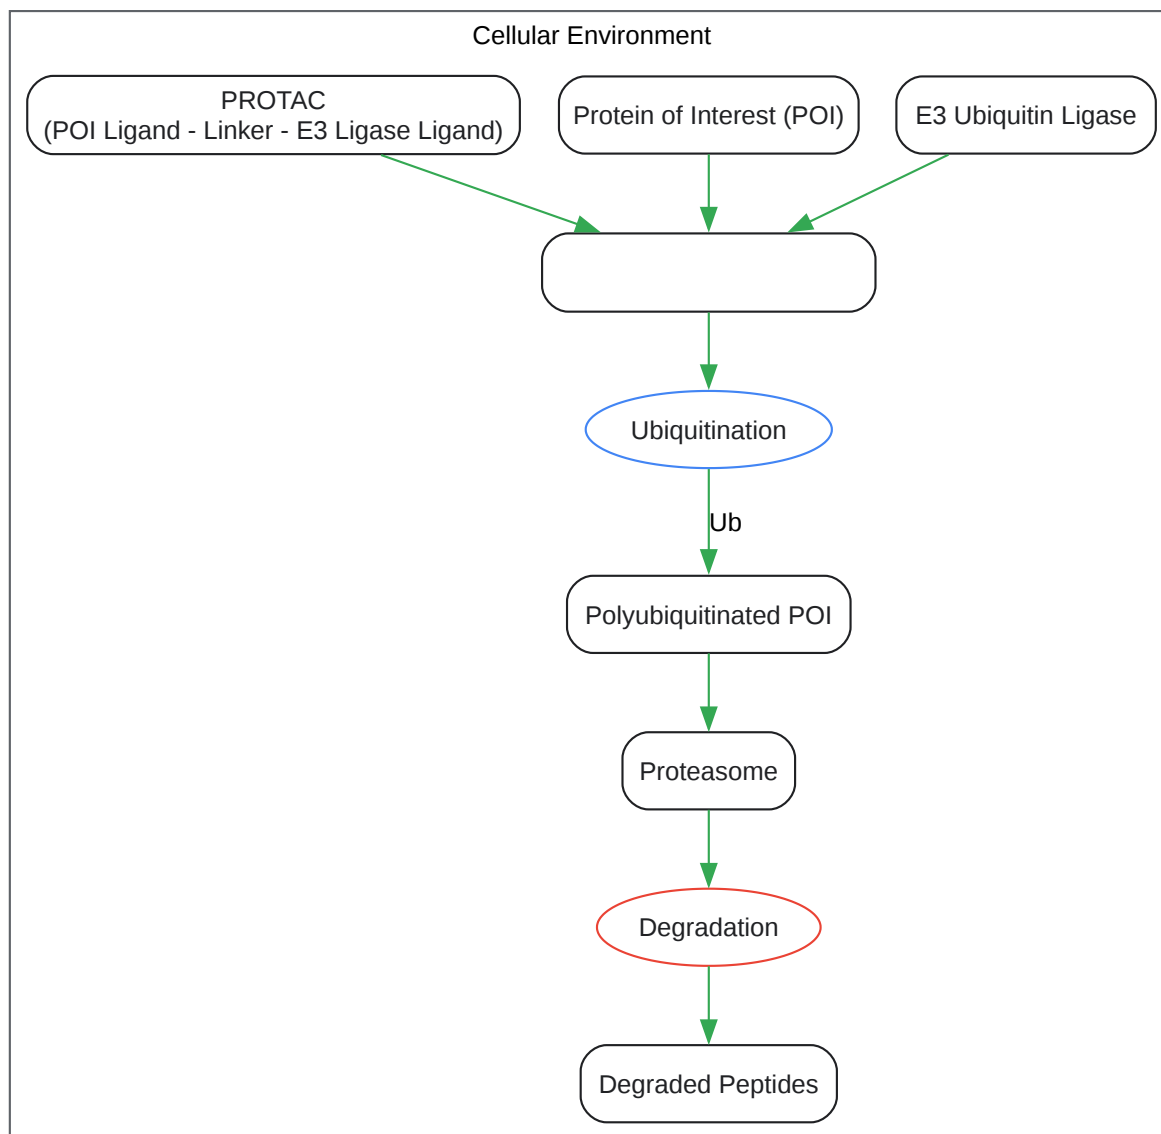 Cellular Environment
PROTAC
(POI Ligand - Linker - E3 Ligase Ligand)
Protein of Interest (POI)
E3 Ubiquitin Ligase
Ubiquitination
Ub
Polyubiquitinated POI
Proteasome
Degradation
Degraded Peptides